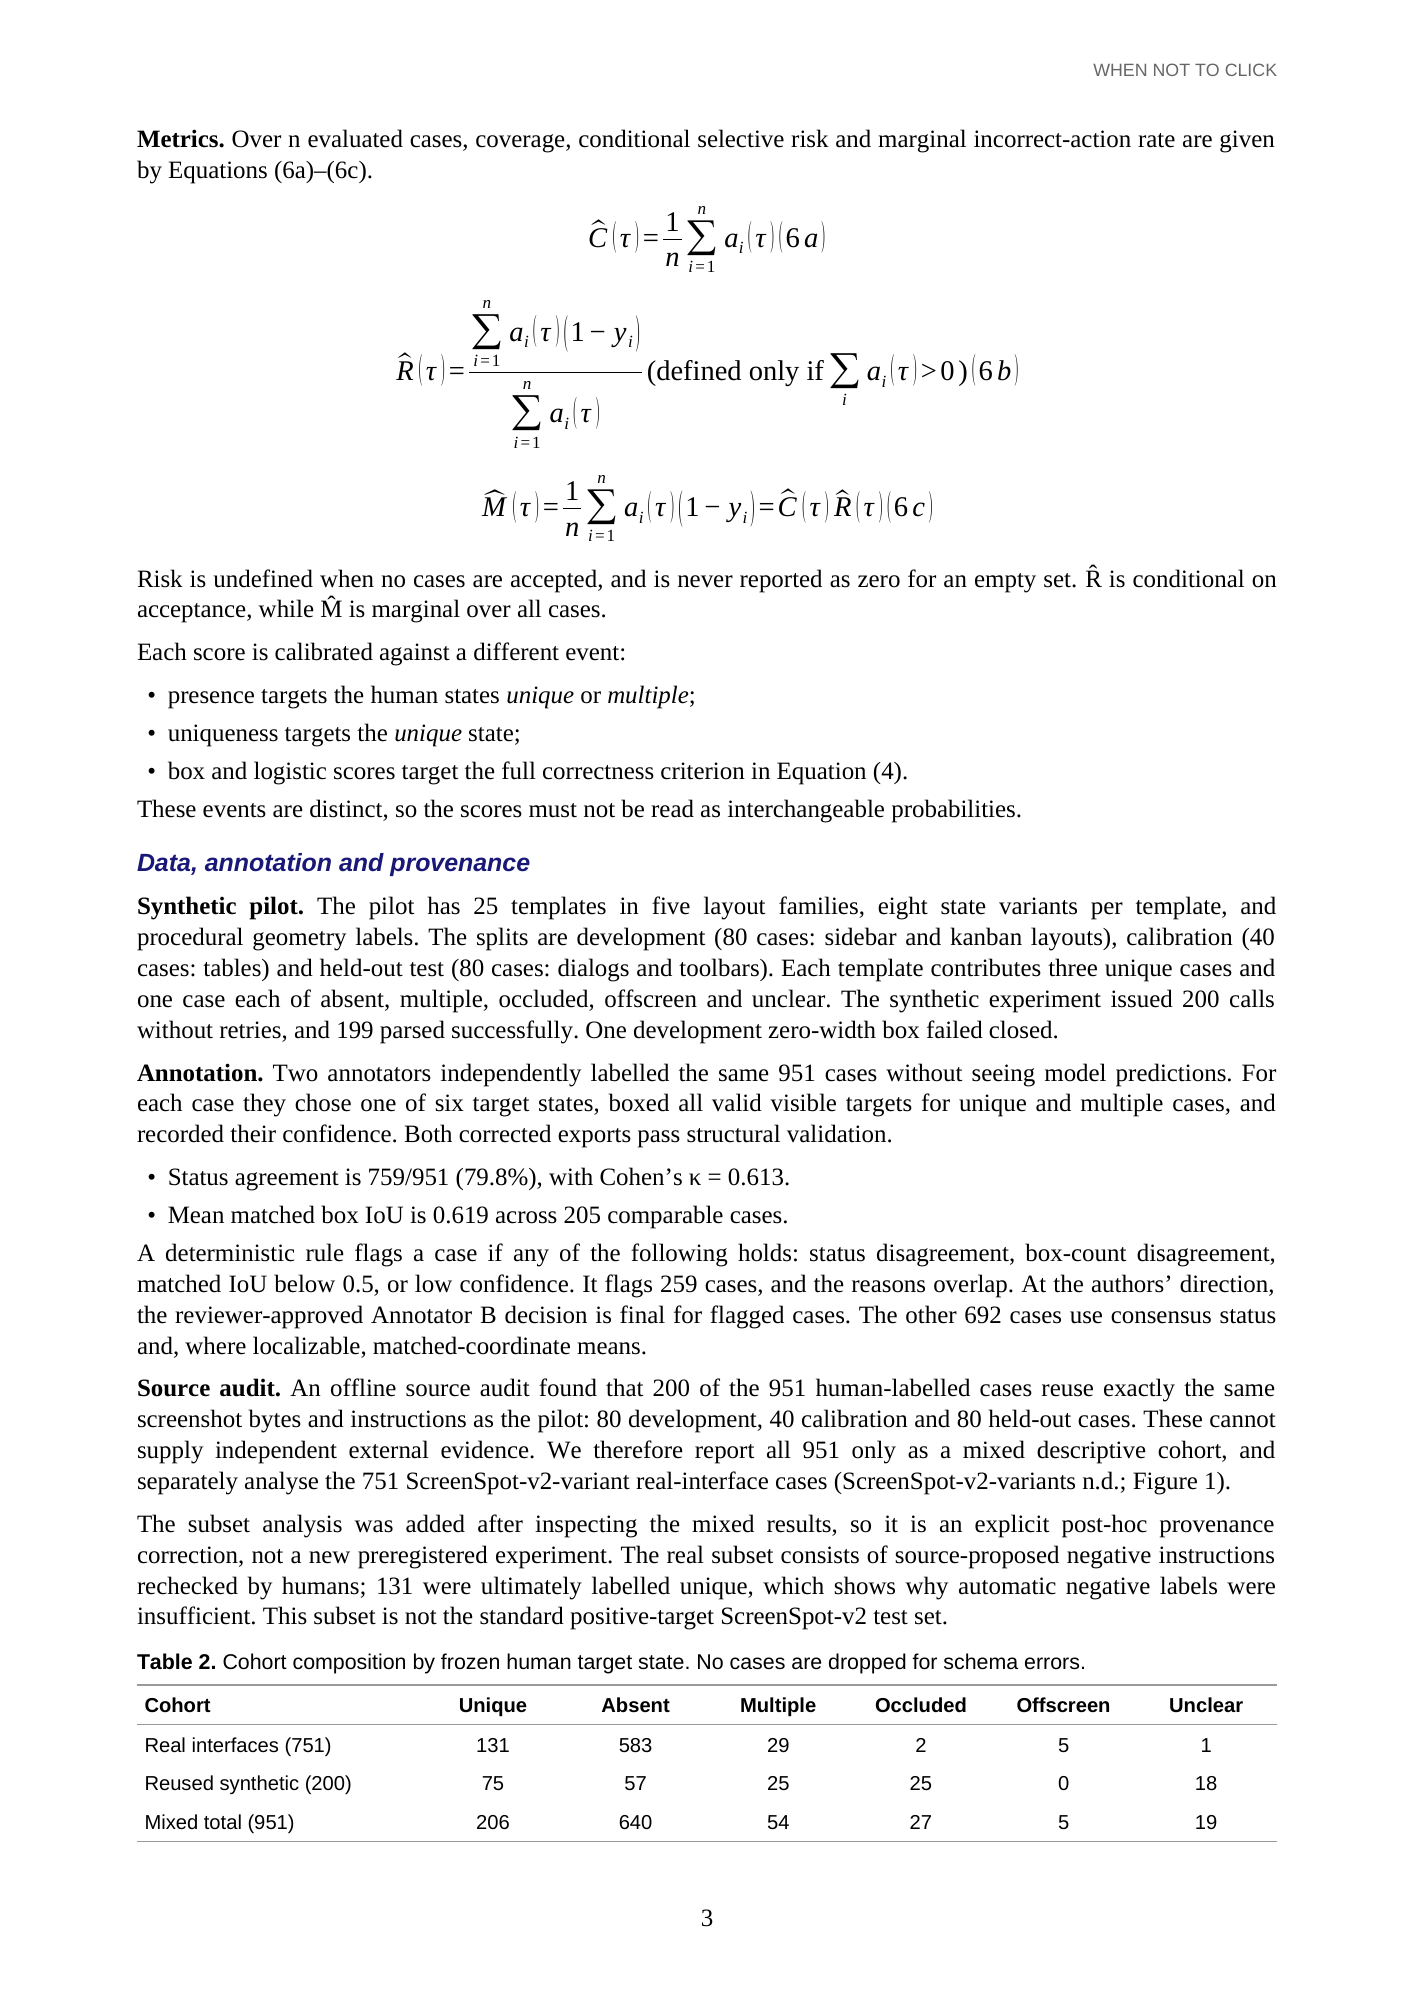 WHEN NOT TO CLICK
Metrics. Over n evaluated cases, coverage, conditional selective risk and marginal incorrect-action rate are given
by Equations (6a)–(6c).
Ĉ(τ)=1/n ∑_{i=1}^{n} a_i(τ)(6a)
R̂(τ)=∑_{i=1}^{n} a_i(τ)(1−y_i) / ∑_{i=1}^{n} a_i(τ) (defined only if ∑_i a_i(τ)>0)(6b)
M̂(τ)=1/n ∑_{i=1}^{n} a_i(τ)(1−y_i)=Ĉ(τ)R̂(τ)(6c)
Risk is undefined when no cases are accepted, and is never reported as zero for an empty set. R̂ is conditional on
acceptance, while M̂ is marginal over all cases.
Each score is calibrated against a different event:
• presence targets the human states unique or multiple;
• uniqueness targets the unique state;
• box and logistic scores target the full correctness criterion in Equation (4).
These events are distinct, so the scores must not be read as interchangeable probabilities.
Data, annotation and provenance
Synthetic pilot. The pilot has 25 templates in five layout families, eight state variants per template, and
procedural geometry labels. The splits are development (80 cases: sidebar and kanban layouts), calibration (40
cases: tables) and held-out test (80 cases: dialogs and toolbars). Each template contributes three unique cases and
one case each of absent, multiple, occluded, offscreen and unclear. The synthetic experiment issued 200 calls
without retries, and 199 parsed successfully. One development zero-width box failed closed.
Annotation. Two annotators independently labelled the same 951 cases without seeing model predictions. For
each case they chose one of six target states, boxed all valid visible targets for unique and multiple cases, and
recorded their confidence. Both corrected exports pass structural validation.
• Status agreement is 759/951 (79.8%), with Cohen’s κ = 0.613.
• Mean matched box IoU is 0.619 across 205 comparable cases.
A deterministic rule flags a case if any of the following holds: status disagreement, box-count disagreement,
matched IoU below 0.5, or low confidence. It flags 259 cases, and the reasons overlap. At the authors’ direction,
the reviewer-approved Annotator B decision is final for flagged cases. The other 692 cases use consensus status
and, where localizable, matched-coordinate means.
Source audit. An offline source audit found that 200 of the 951 human-labelled cases reuse exactly the same
screenshot bytes and instructions as the pilot: 80 development, 40 calibration and 80 held-out cases. These cannot
supply independent external evidence. We therefore report all 951 only as a mixed descriptive cohort, and
separately analyse the 751 ScreenSpot-v2-variant real-interface cases (ScreenSpot-v2-variants n.d.; Figure 1).
The subset analysis was added after inspecting the mixed results, so it is an explicit post-hoc provenance
correction, not a new preregistered experiment. The real subset consists of source-proposed negative instructions
rechecked by humans; 131 were ultimately labelled unique, which shows why automatic negative labels were
insufficient. This subset is not the standard positive-target ScreenSpot-v2 test set.
Table 2. Cohort composition by frozen human target state. No cases are dropped for schema errors.
Cohort Unique Absent Multiple Occluded Offscreen Unclear
Real interfaces (751) 131 583 29 2 5 1
Reused synthetic (200) 75 57 25 25 0 18
Mixed total (951) 206 640 54 27 5 19
3